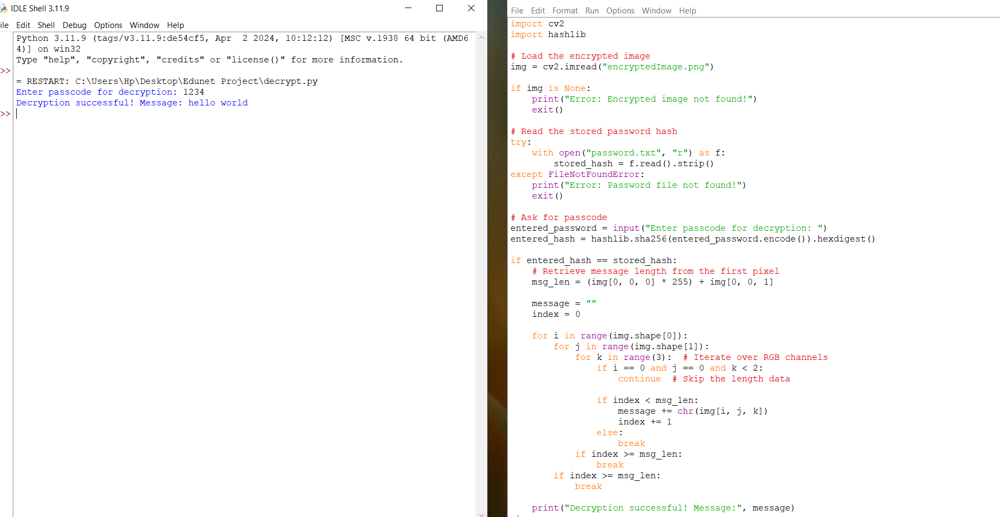 IDLE Shell 3.11.9
ile Edit Shell Debug Options Window Help
Python 3.11.9 (tags/v3.11.9:de54cf5, Apr  2 2024, 10:12:12) [MSC v.1938 64 bit (AMD6
4)] on win32
Type "help", "copyright", "credits" or "license()" for more information.
>>
= RESTART: C:\Users\Hp\Desktop\Edunet Project\decrypt.py
Enter passcode for decryption: 1234
Decryption successful! Message: hello world
>>
File Edit Format Run Options Window Help
import cv2
import hashlib
# Load the encrypted image
img = cv2.imread("encryptedImage.png")
if img is None:
    print("Error: Encrypted image not found!")
    exit()
# Read the stored password hash
try:
    with open("password.txt", "r") as f:
        stored_hash = f.read().strip()
except FileNotFoundError:
    print("Error: Password file not found!")
    exit()
# Ask for passcode
entered_password = input("Enter passcode for decryption: ")
entered_hash = hashlib.sha256(entered_password.encode()).hexdigest()
if entered_hash == stored_hash:
    # Retrieve message length from the first pixel
    msg_len = (img[0, 0, 0] * 255) + img[0, 0, 1]
    message = ""
    index = 0
    for i in range(img.shape[0]):
        for j in range(img.shape[1]):
            for k in range(3):  # Iterate over RGB channels
                if i == 0 and j == 0 and k < 2:
                    continue  # Skip the length data
                if index < msg_len:
                    message += chr(img[i, j, k])
                    index += 1
                else:
                    break
            if index >= msg_len:
                break
        if index >= msg_len:
            break
    print("Decryption successful! Message:", message)